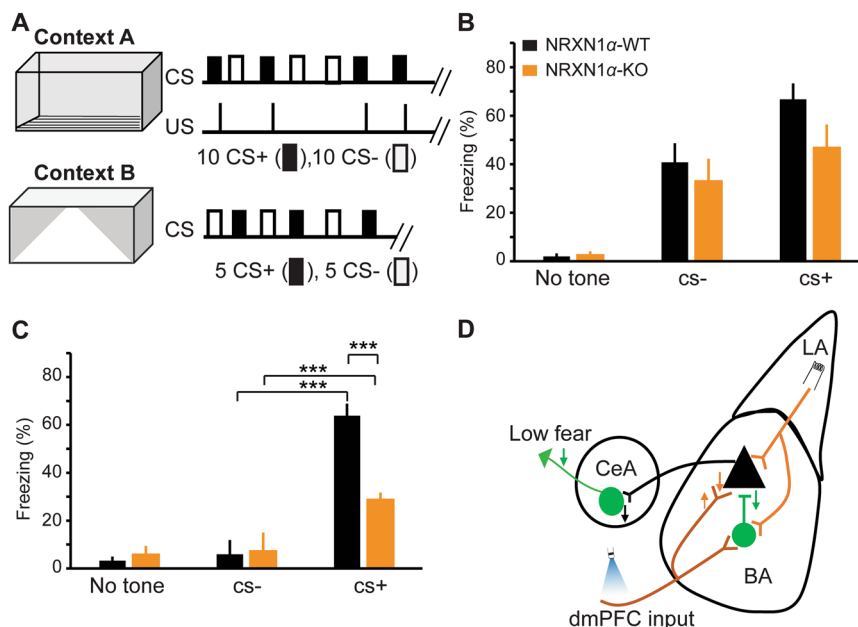 A
Context A
CS
US
10 CS+ ( ),10 CS- ( )
Context B
CS
5 CS+ ( ), 5 CS- ( )
B
NRXN1α-WT
NRXN1α-KO
Freezing (%)
80
60
40
20
0
No tone
cs-
cs+
C
Freezing (%)
80
60
40
20
0
***
***
***
No tone
cs-
cs+
D
LA
Low fear
CeA
BA
dmPFC input